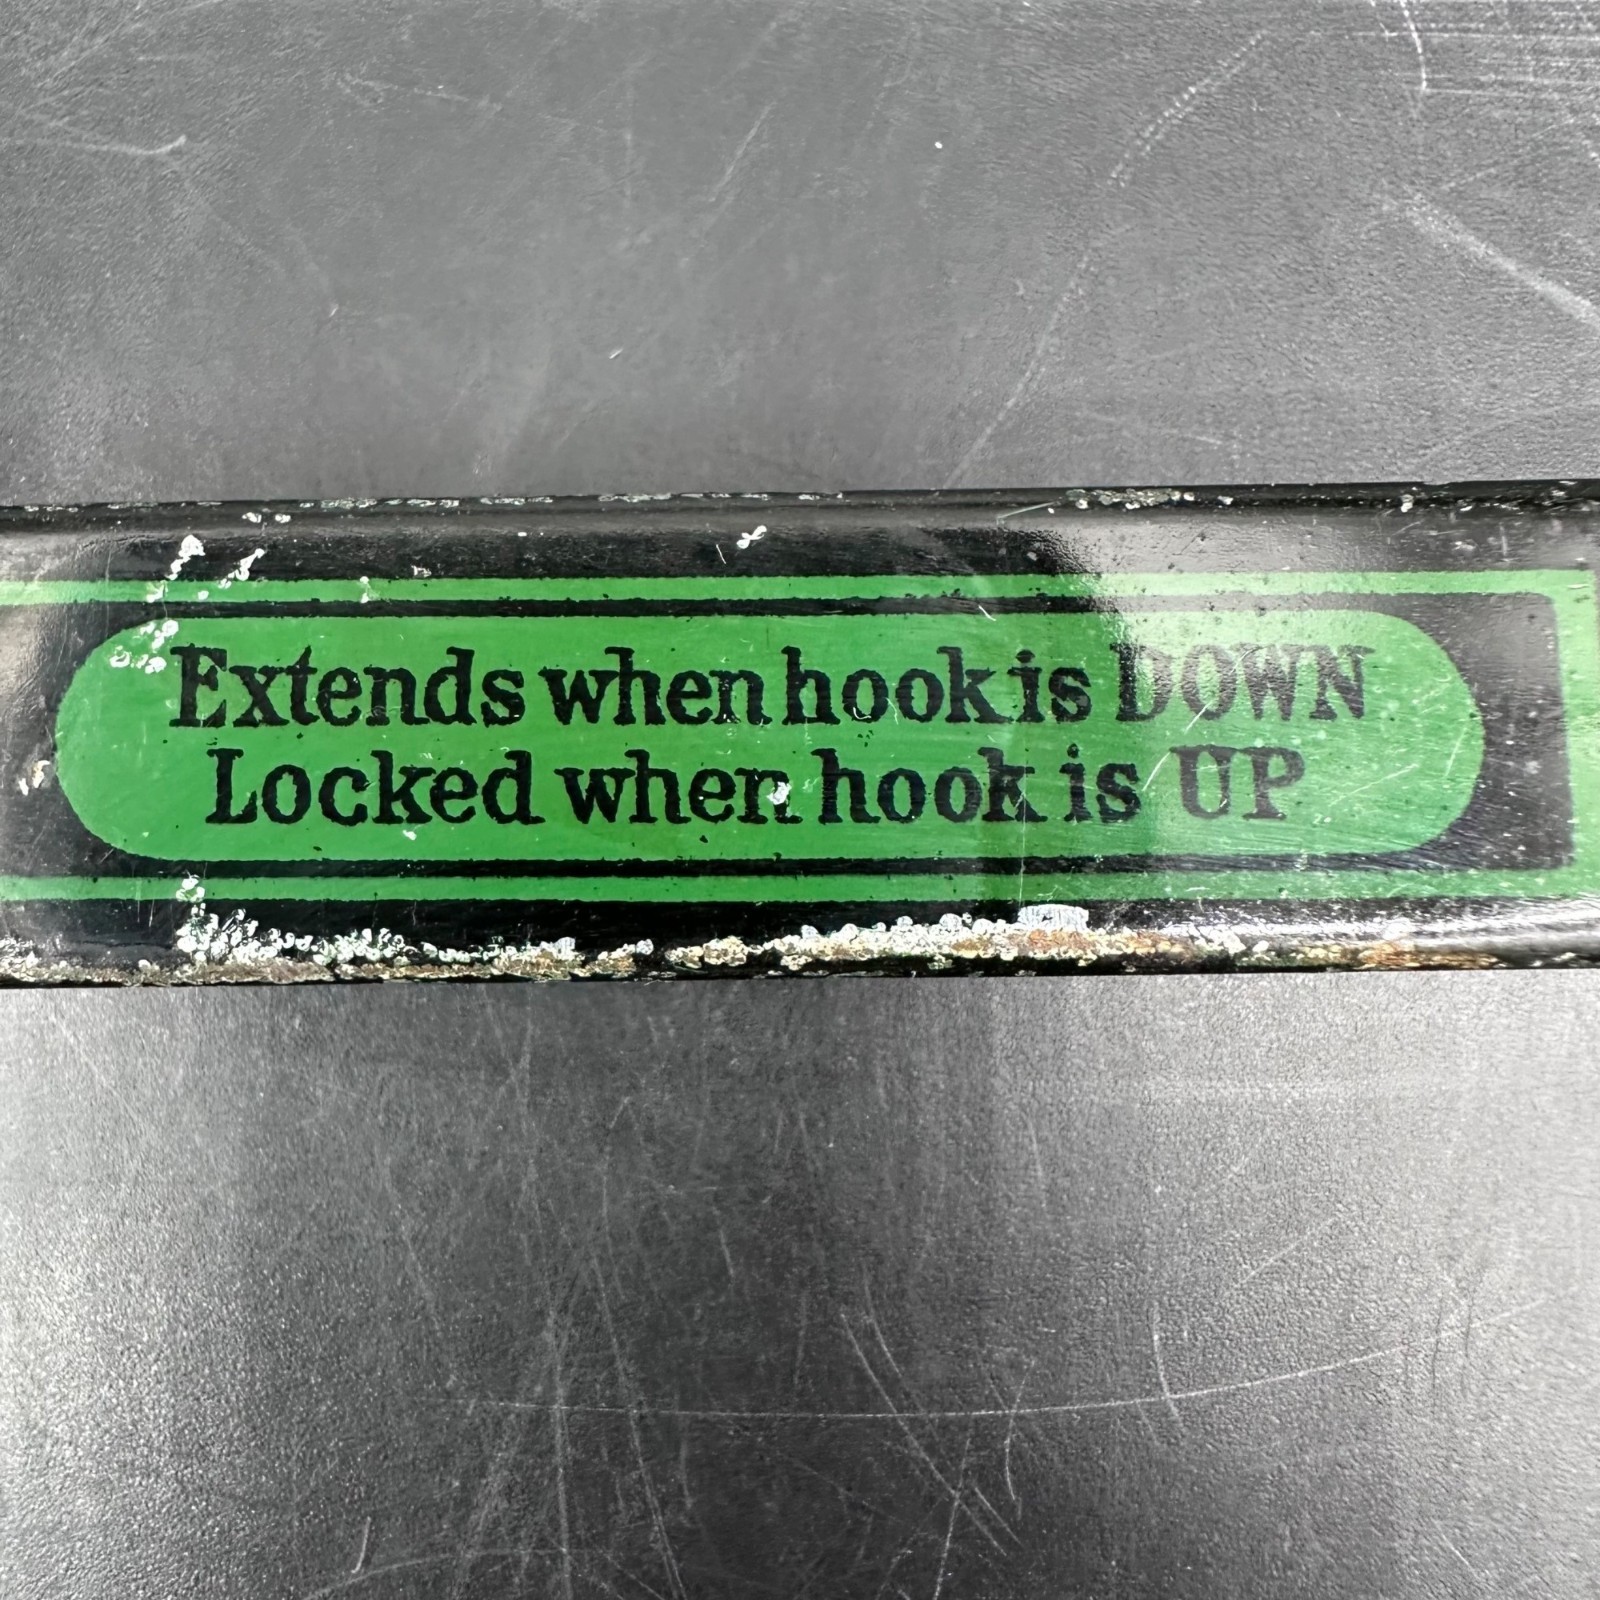 Extends when hook is DOWN
Locked when hook is UP